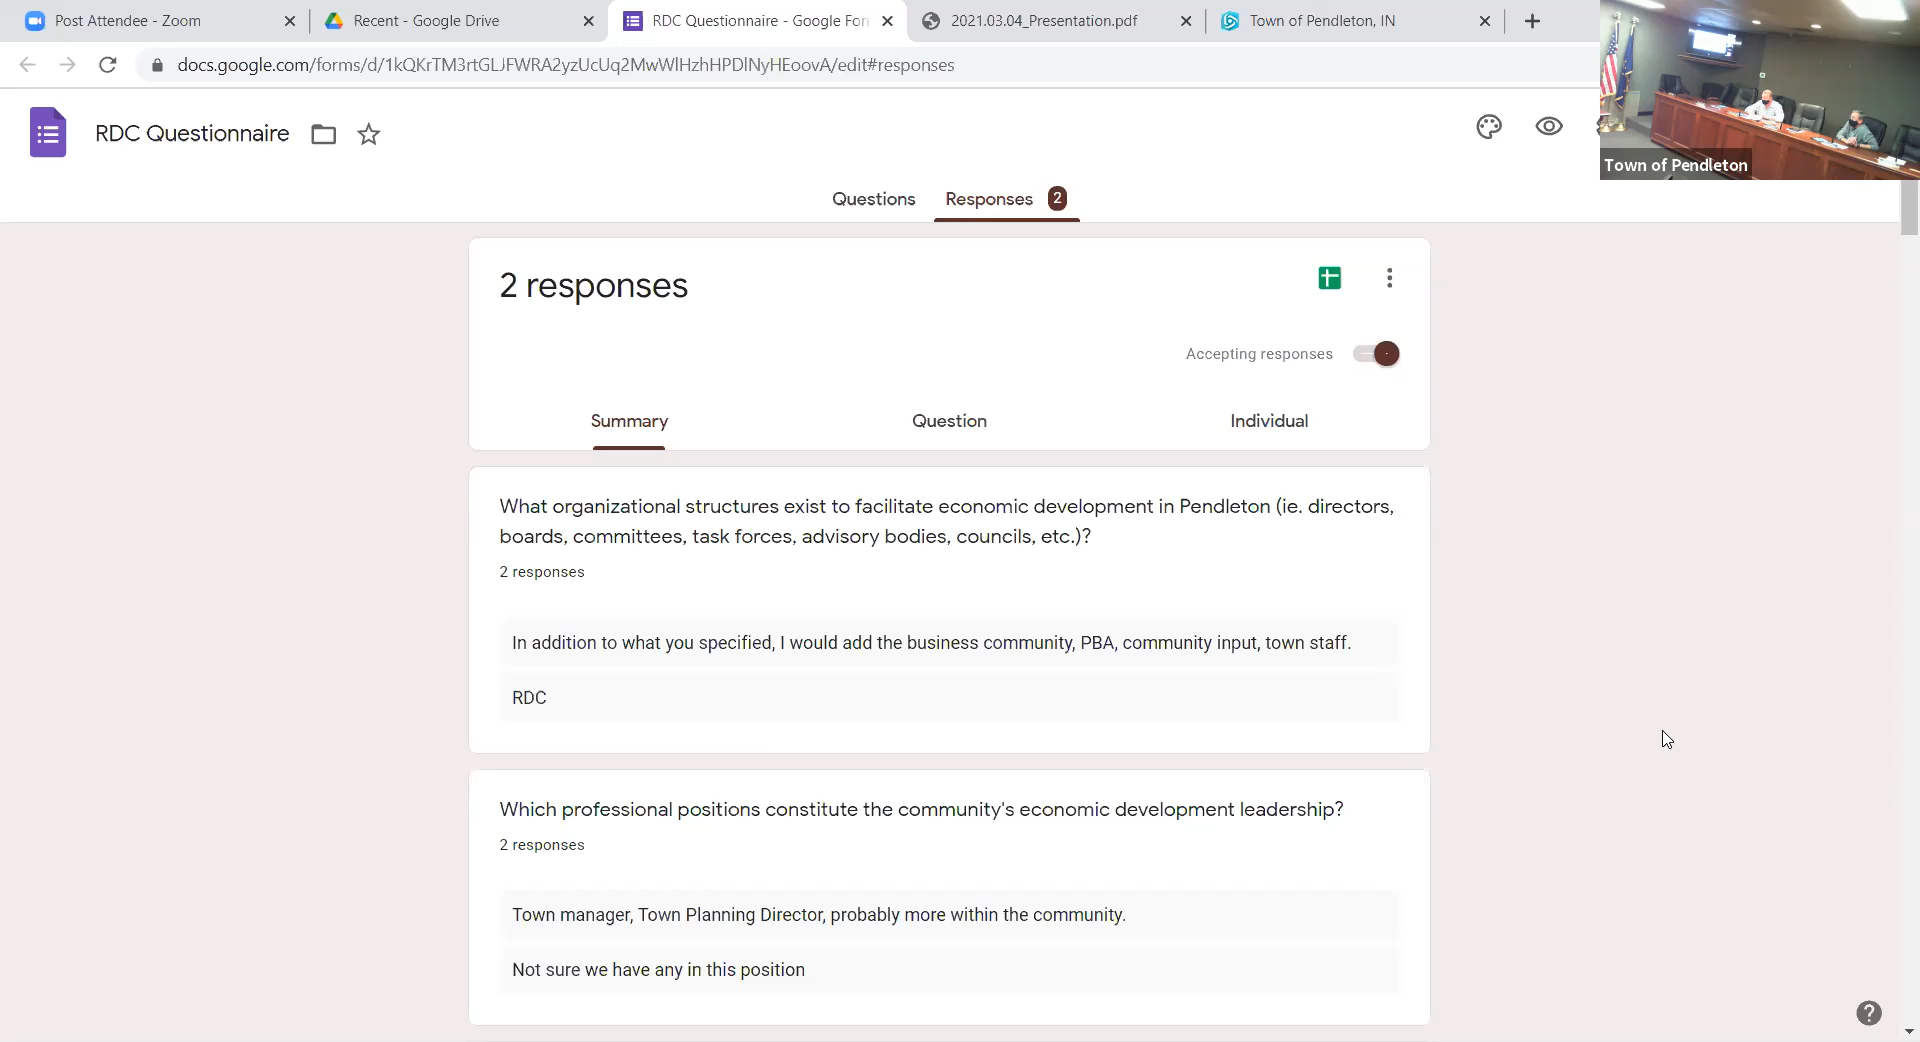 Post Attendee - Zoom
Recent - Google Drive
RDC Questionnaire - Google For
2021.03.04_Presentation.pdf
Town of Pendleton, IN
docs.google.com/forms/d/1kQKrTM3rtGLJFWRA2yzUcUq2MwWlHzhHPDlNyHEoovA/edit#responses
RDC Questionnaire
Town of Pendleton
Questions
Responses 2
2 responses
Accepting responses
Summary
Question
Individual
What organizational structures exist to facilitate economic development in Pendleton (ie. directors,
boards, committees, task forces, advisory bodies, councils, etc.)?
2 responses
In addition to what you specified, I would add the business community, PBA, community input, town staff.
RDC
Which professional positions constitute the community's economic development leadership?
2 responses
Town manager, Town Planning Director, probably more within the community.
Not sure we have any in this position